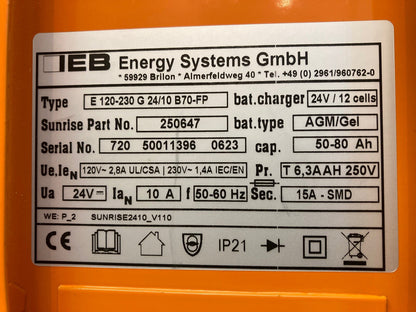 IEB Energy Systems GmbH
* 59929 Brilon * Almerfeldweg 40 * Tel. +49 (0) 2961/960762-0
Type E 120-230 G 24/10 B70-FP bat.charger 24V / 12 cells
Sunrise Part No. 250647 bat.type AGM/Gel
Serial No. 720 50011396 0623 C5 50-80 Ah
Ue,IeN 120V~ 2,8A UL/CSA | 230V~ 1,4A IEC/EN Pr. T 6,3AAH 250V
Ua 24V⎓ IaN 10 A f 50-60 Hz Sec. 15A - SMD
WE: P_2 SUNRISE2410_V110
CE IP21